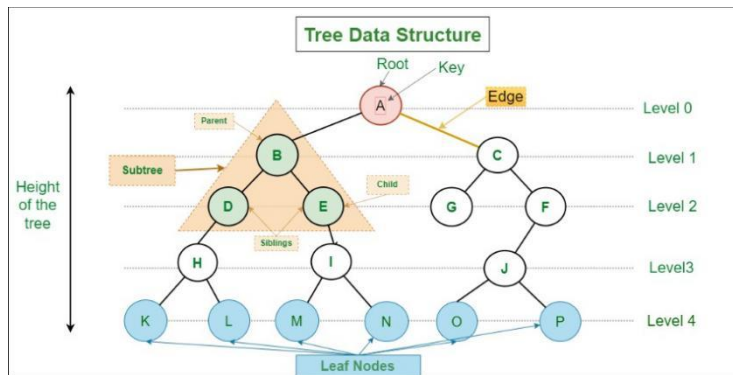 Tree Data Structure
Root
Key
A
Edge
Level 0
Parent
B
C
Level 1
Subtree
Child
Height
of the
tree
D
E
G
F
Level 2
Siblings
H
I
J
Level3
K
L
M
N
O
P
Level 4
Leaf Nodes